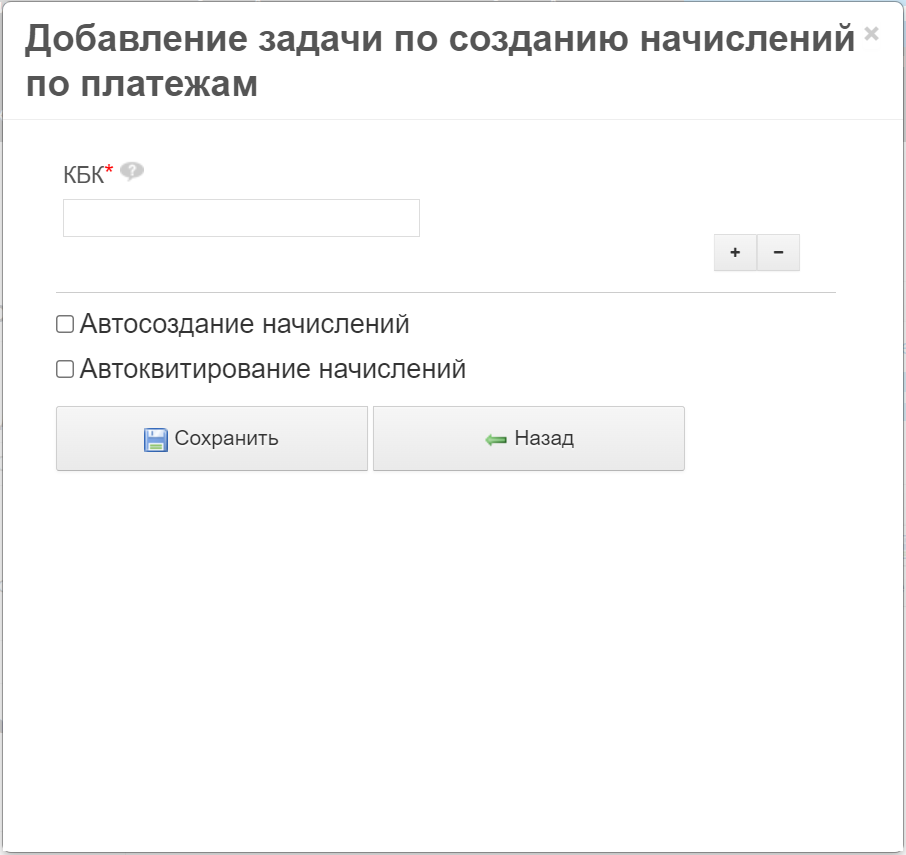 Добавление задачи по созданию начислений ×
по платежам
КБК* ?
+ −
Автосоздание начислений
Автоквитирование начислений
Сохранить Назад